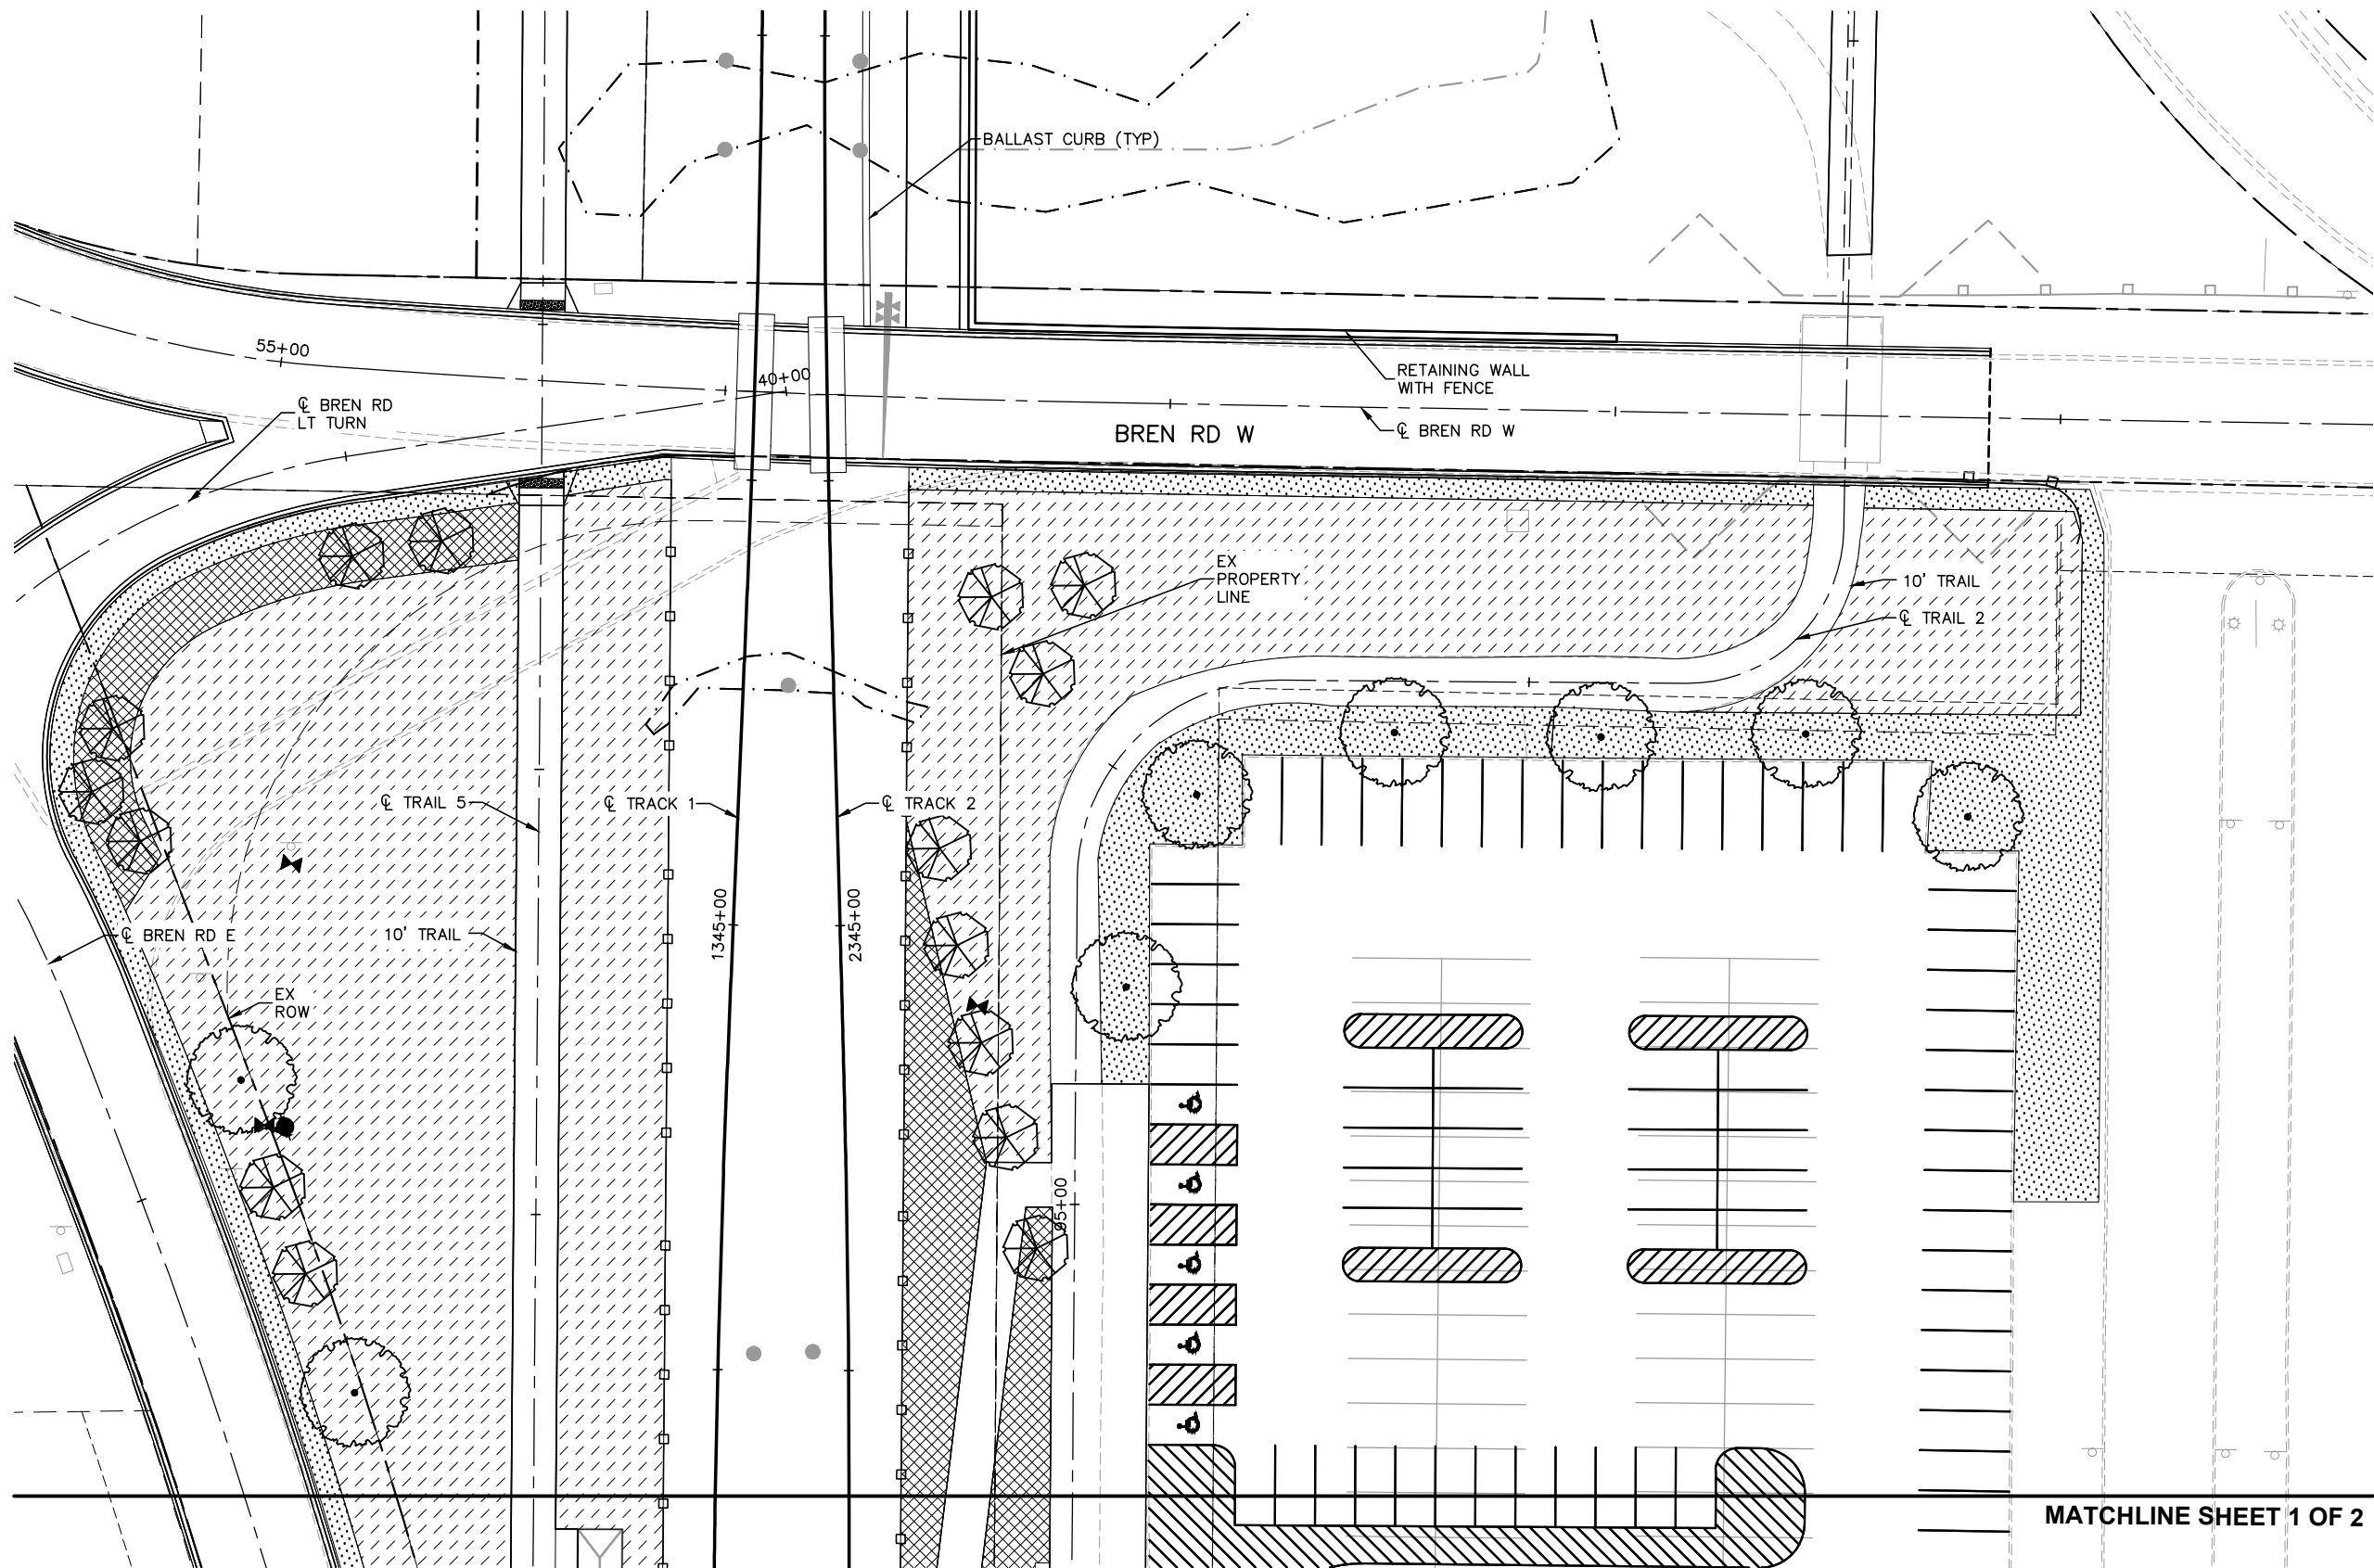 BALLAST CURB (TYP)
55+00
40+00
℄ BREN RD
LT TURN
RETAINING WALL
WITH FENCE
℄ BREN RD W
BREN RD W
EX
PROPERTY
LINE
10' TRAIL
℄ TRAIL 2
℄ TRAIL 5
℄ TRACK 1
℄ TRACK 2
1345+00
2345+00
℄ BREN RD E
10' TRAIL
EX
ROW
95+00
MATCHLINE SHEET 1 OF 2